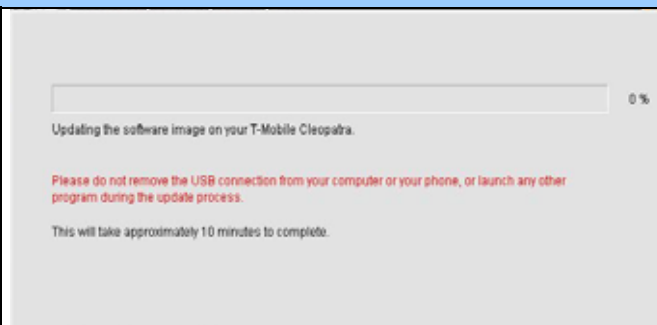 0 %
Updating the software image on your T-Mobile Cleopatra.
Please do not remove the USB connection from your computer or your phone, or launch any other
program during the update process.
This will take approximately 10 minutes to complete.